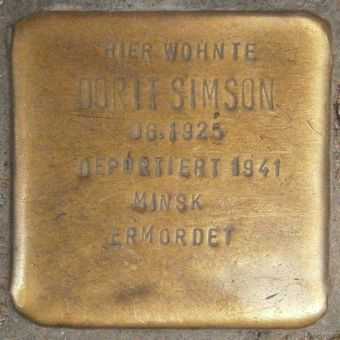 HIER WOHNTE
DORIT SIMSON
JG. 1925
DEPORTIERT 1941
MINSK
ERMORDET